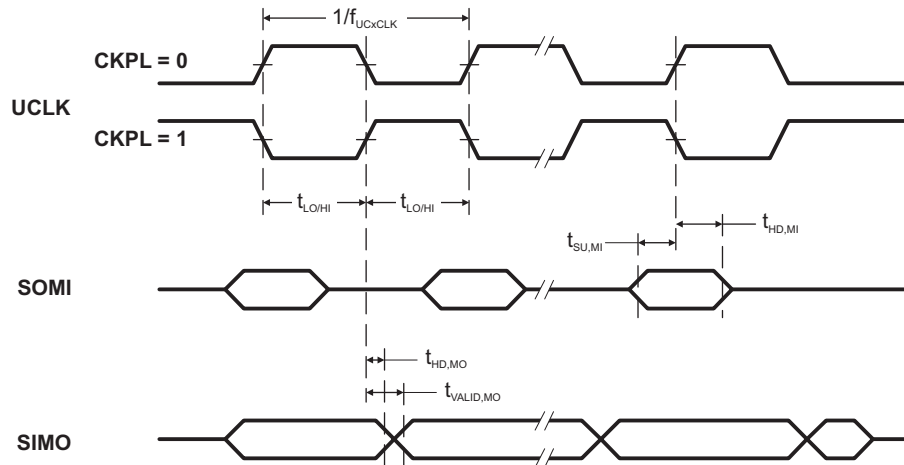 1/fUCxCLK
CKPL = 0
UCLK
CKPL = 1
tLO/HI tLO/HI
tSU,MI
tHD,MI
SOMI
tHD,MO
tVALID,MO
SIMO